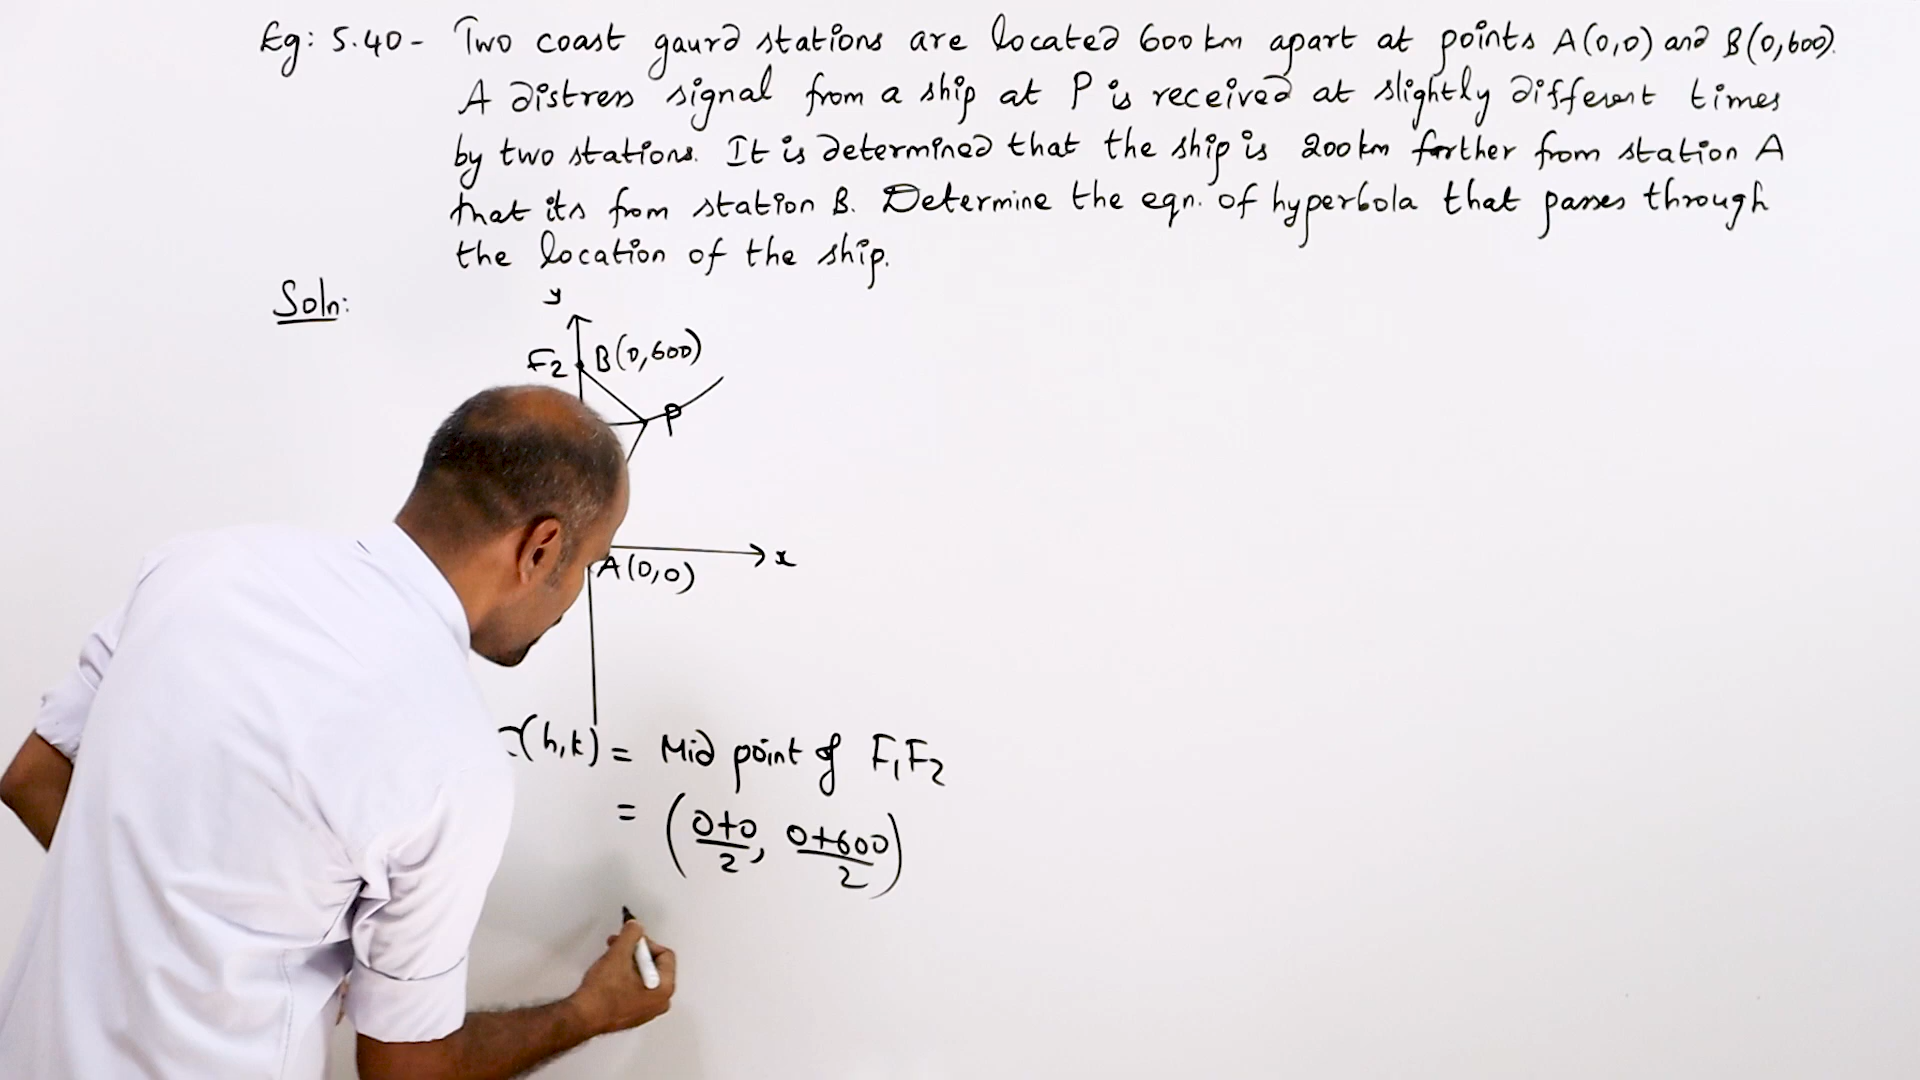 Eg: 5.40 - Two coast gaurd stations are located 600 km apart at points A(0,0) and B(0,600).
A distress signal from a ship at P is received at slightly different times
by two stations. It is determined that the ship is 200 km farther from station A
that its from station B. Determine the eqn. of hyperbola that passes through
the location of the ship.
Soln:
y
F₂ B(0,600)
P
x
A(0,0)
(h,k) = Mid point of F₁F₂
= (0+0/2, 0+600/2)